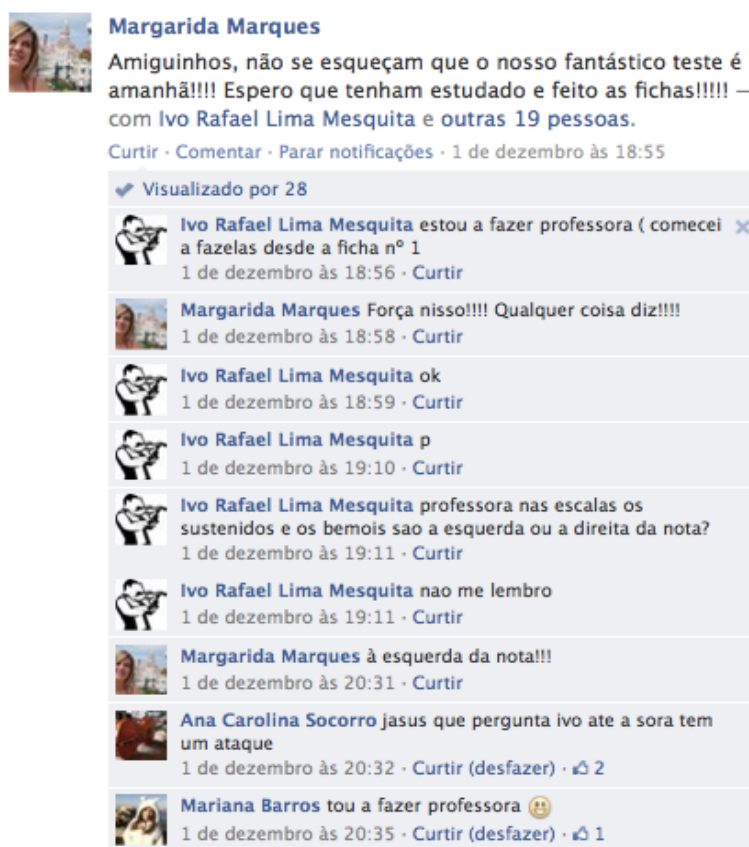 Margarida Marques
Amiguinhos, não se esqueçam que o nosso fantástico teste é
amanhã!!!! Espero que tenham estudado e feito as fichas!!!!! —
com Ivo Rafael Lima Mesquita e outras 19 pessoas.
Curtir · Comentar · Parar notificações · 1 de dezembro às 18:55
Visualizado por 28
Ivo Rafael Lima Mesquita estou a fazer professora ( comecei
a fazelas desde a ficha nº 1
1 de dezembro às 18:56 · Curtir
Margarida Marques Força nisso!!!! Qualquer coisa diz!!!!
1 de dezembro às 18:58 · Curtir
Ivo Rafael Lima Mesquita ok
1 de dezembro às 18:59 · Curtir
Ivo Rafael Lima Mesquita p
1 de dezembro às 19:10 · Curtir
Ivo Rafael Lima Mesquita professora nas escalas os
sustenidos e os bemois sao a esquerda ou a direita da nota?
1 de dezembro às 19:11 · Curtir
Ivo Rafael Lima Mesquita nao me lembro
1 de dezembro às 19:11 · Curtir
Margarida Marques à esquerda da nota!!!
1 de dezembro às 20:31 · Curtir
Ana Carolina Socorro jasus que pergunta ivo ate a sora tem
um ataque
1 de dezembro às 20:32 · Curtir (desfazer) · 2
Mariana Barros tou a fazer professora
1 de dezembro às 20:35 · Curtir (desfazer) · 1